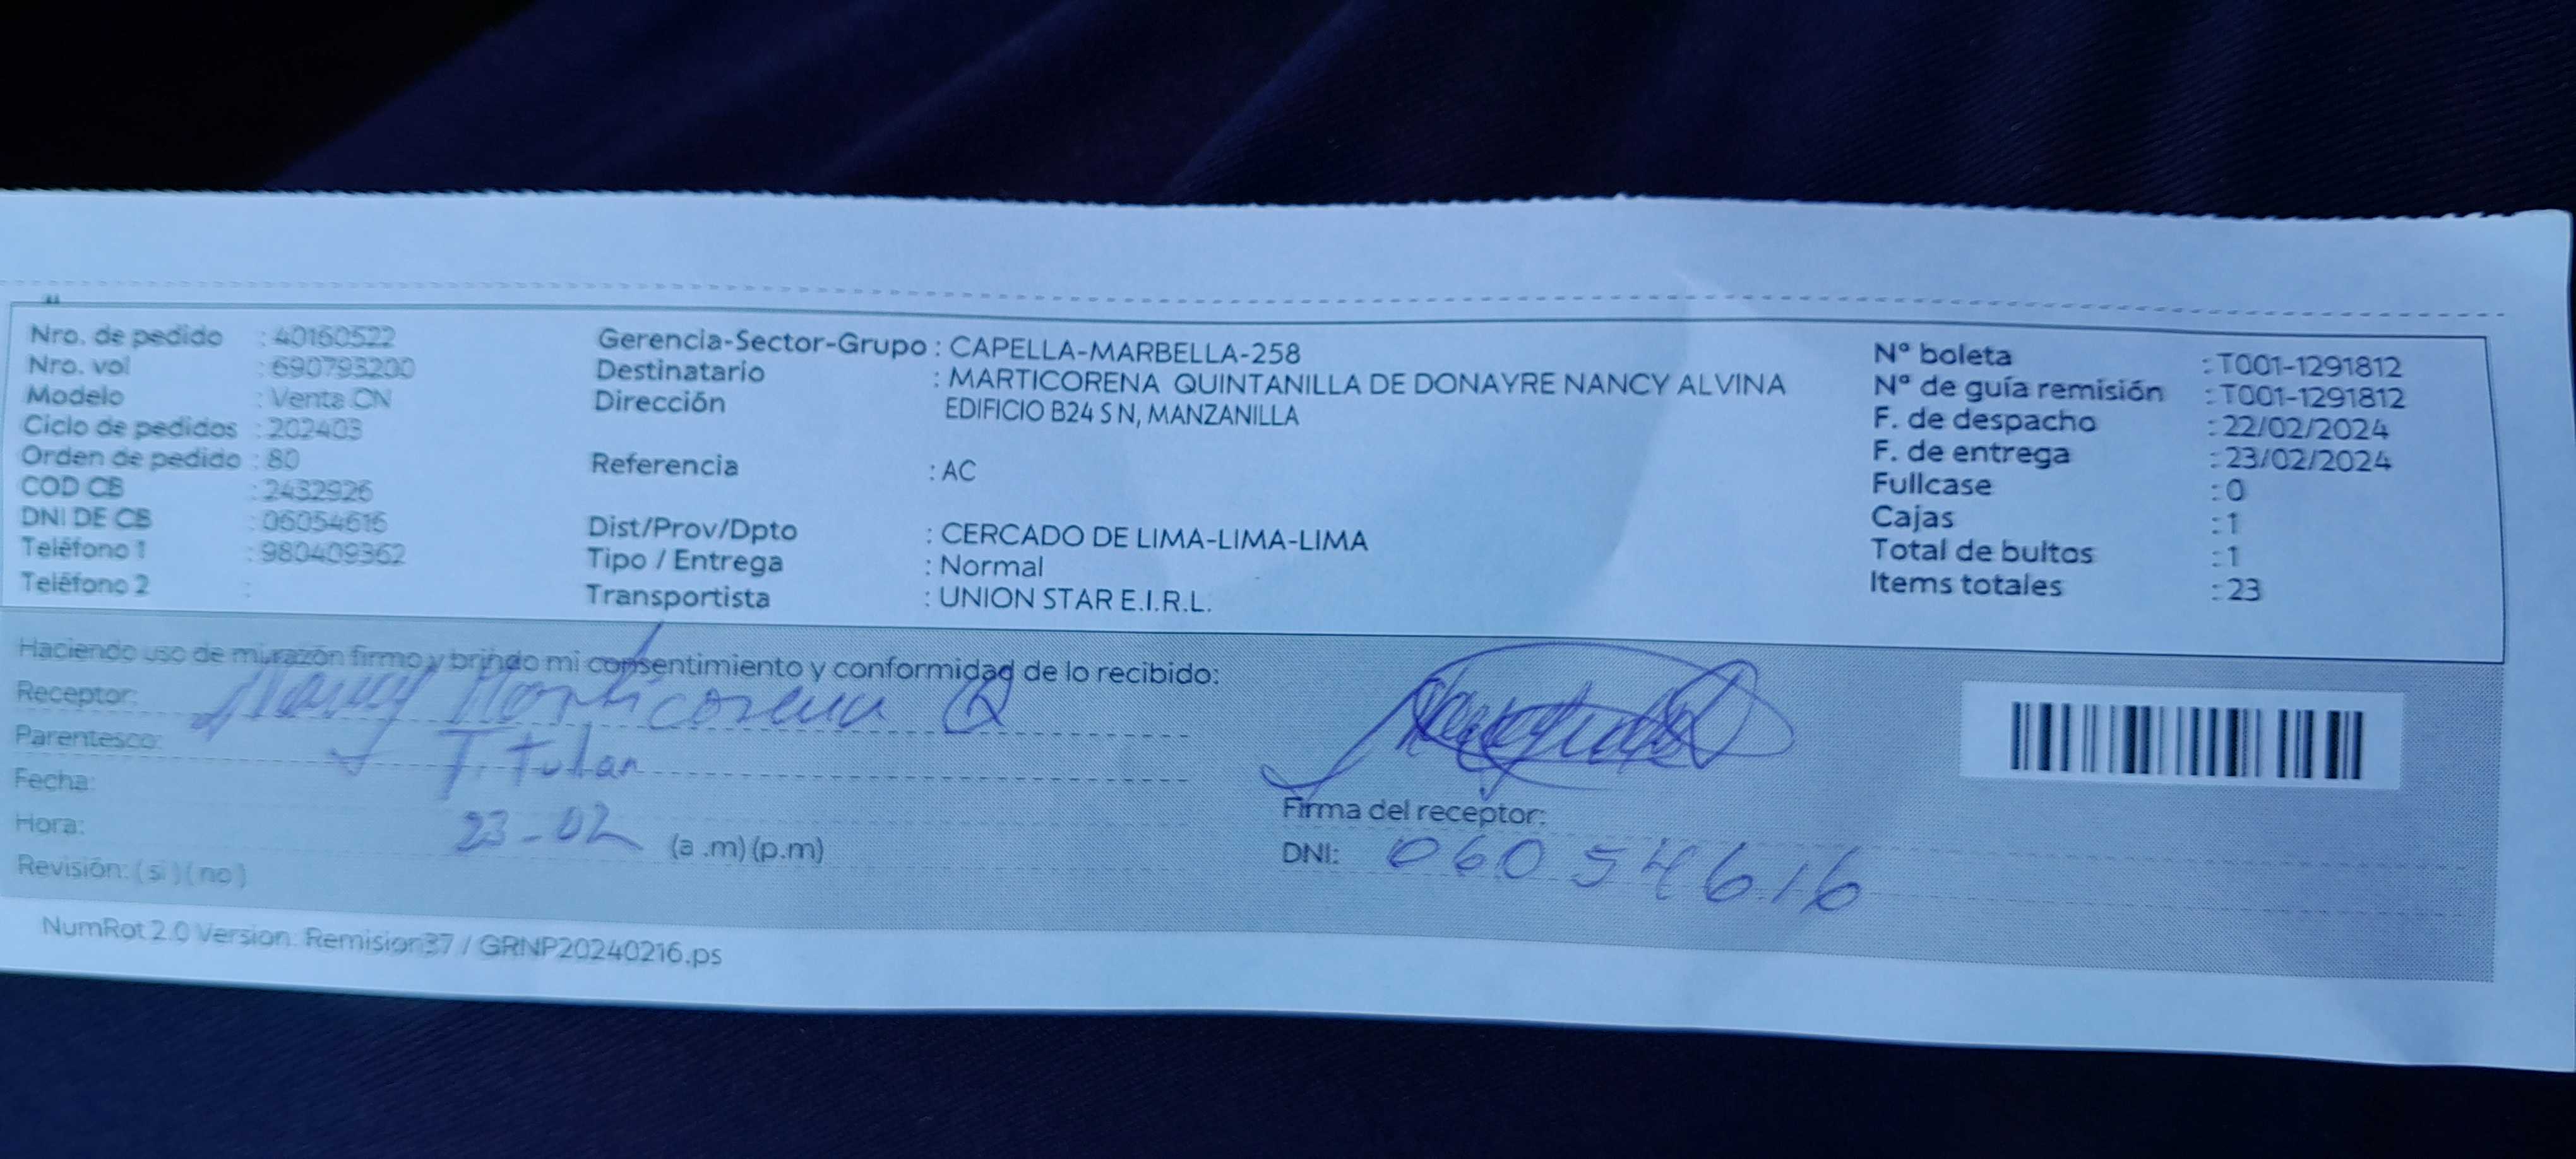 Nro. de pedido : 40160522
Nro. vol : 690793200
Modelo : Venta CN
Ciclo de pedidos : 202403
Orden de pedido : 80
COD CB : 2432926
DNI DE CB : 06054616
Teléfono 1 : 980409362
Teléfono 2 :
Gerencia-Sector-Grupo : CAPELLA-MARBELLA-258
Destinatario : MARTICORENA QUINTANILLA DE DONAYRE NANCY ALVINA
Dirección EDIFICIO B24 S N, MANZANILLA
Referencia : AC
Dist/Prov/Dpto : CERCADO DE LIMA-LIMA-LIMA
Tipo / Entrega : Normal
Transportista : UNION STAR E.I.R.L.
N° boleta : T001-1291812
N° de guía remisión : T001-1291812
F. de despacho : 22/02/2024
F. de entrega : 23/02/2024
Fullcase : 0
Cajas : 1
Total de bultos : 1
Items totales : 23
Haciendo uso de mi razón firmo y brindo mi consentimiento y conformidad de lo recibido:
Receptor: Nancy Marticorena Q
Parentesco: Titular
Fecha:
Hora: 23-02 (a .m) (p.m)
Revisión: ( si ) ( no )
Firma del receptor:
DNI: 06054616
NumRot 2.0 Version: Remision37 / GRNP20240216.ps